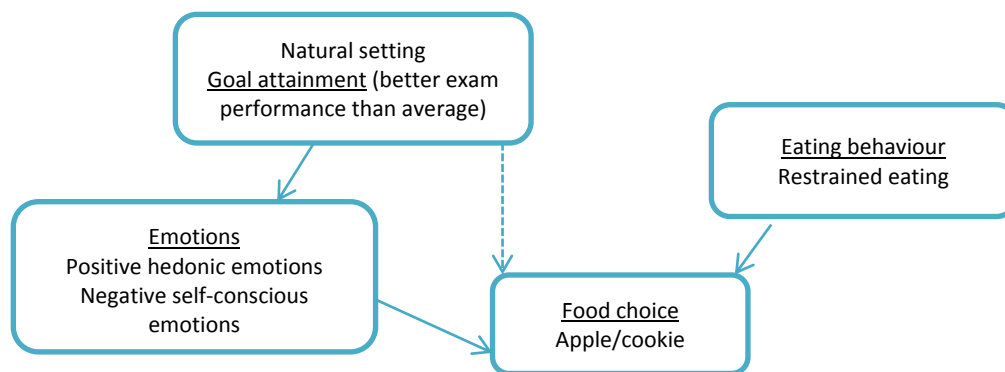 Natural setting
Goal attainment (better exam
performance than average)
Eating behaviour
Restrained eating
Emotions
Positive hedonic emotions
Negative self-conscious
emotions
Food choice
Apple/cookie